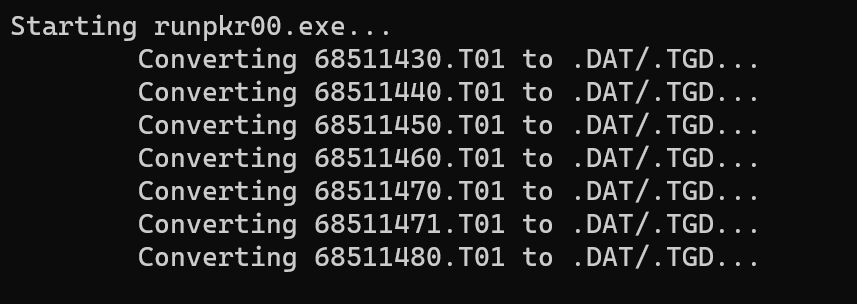 Starting runpkr00.exe...
Converting 68511430.T01 to .DAT/.TGD...
Converting 68511440.T01 to .DAT/.TGD...
Converting 68511450.T01 to .DAT/.TGD...
Converting 68511460.T01 to .DAT/.TGD...
Converting 68511470.T01 to .DAT/.TGD...
Converting 68511471.T01 to .DAT/.TGD...
Converting 68511480.T01 to .DAT/.TGD...